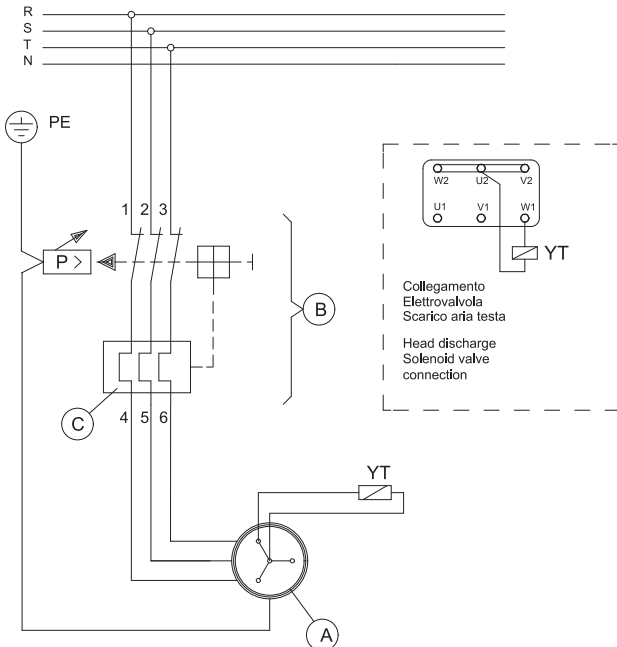 R
S
T
N
PE
1 2 3
P >
B
C
4 5 6
YT
A
W2 U2 V2
U1 V1 W1
YT
Collegamento
Elettrovalvola
Scarico aria testa
Head discharge
Solenoid valve
connection